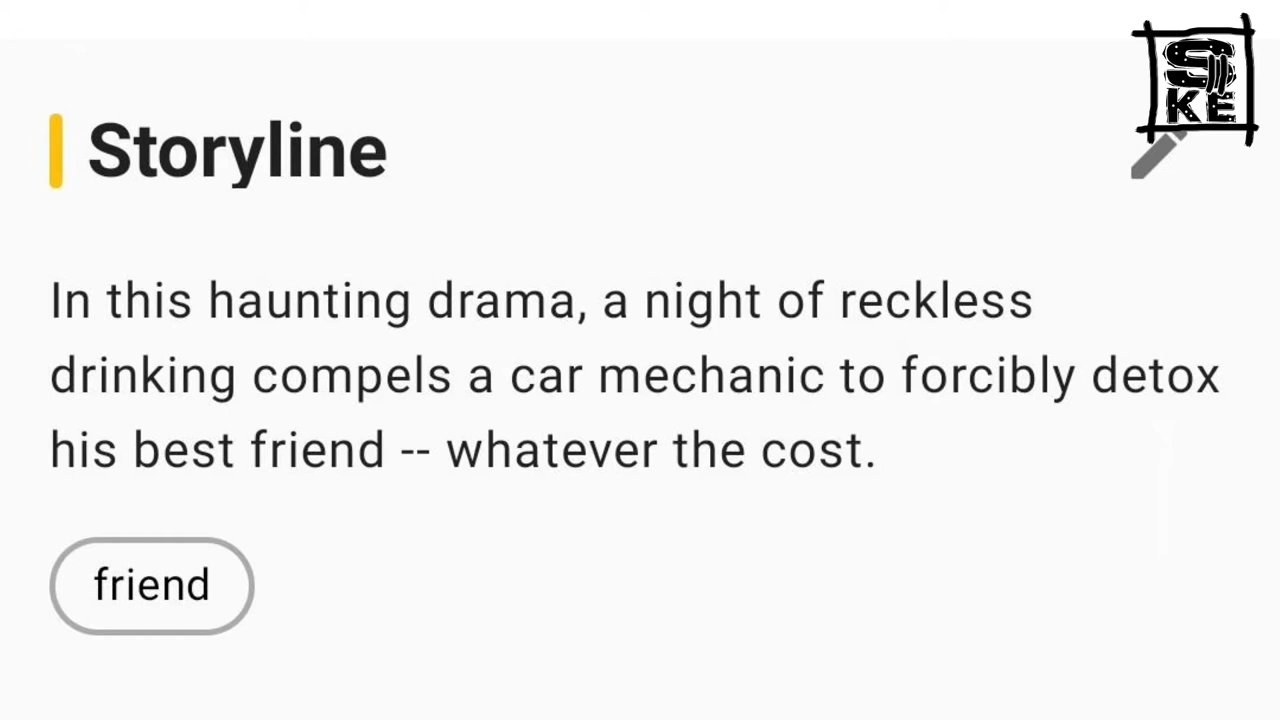 S
KE
Storyline
In this haunting drama, a night of reckless
drinking compels a car mechanic to forcibly detox
his best friend -- whatever the cost.
friend